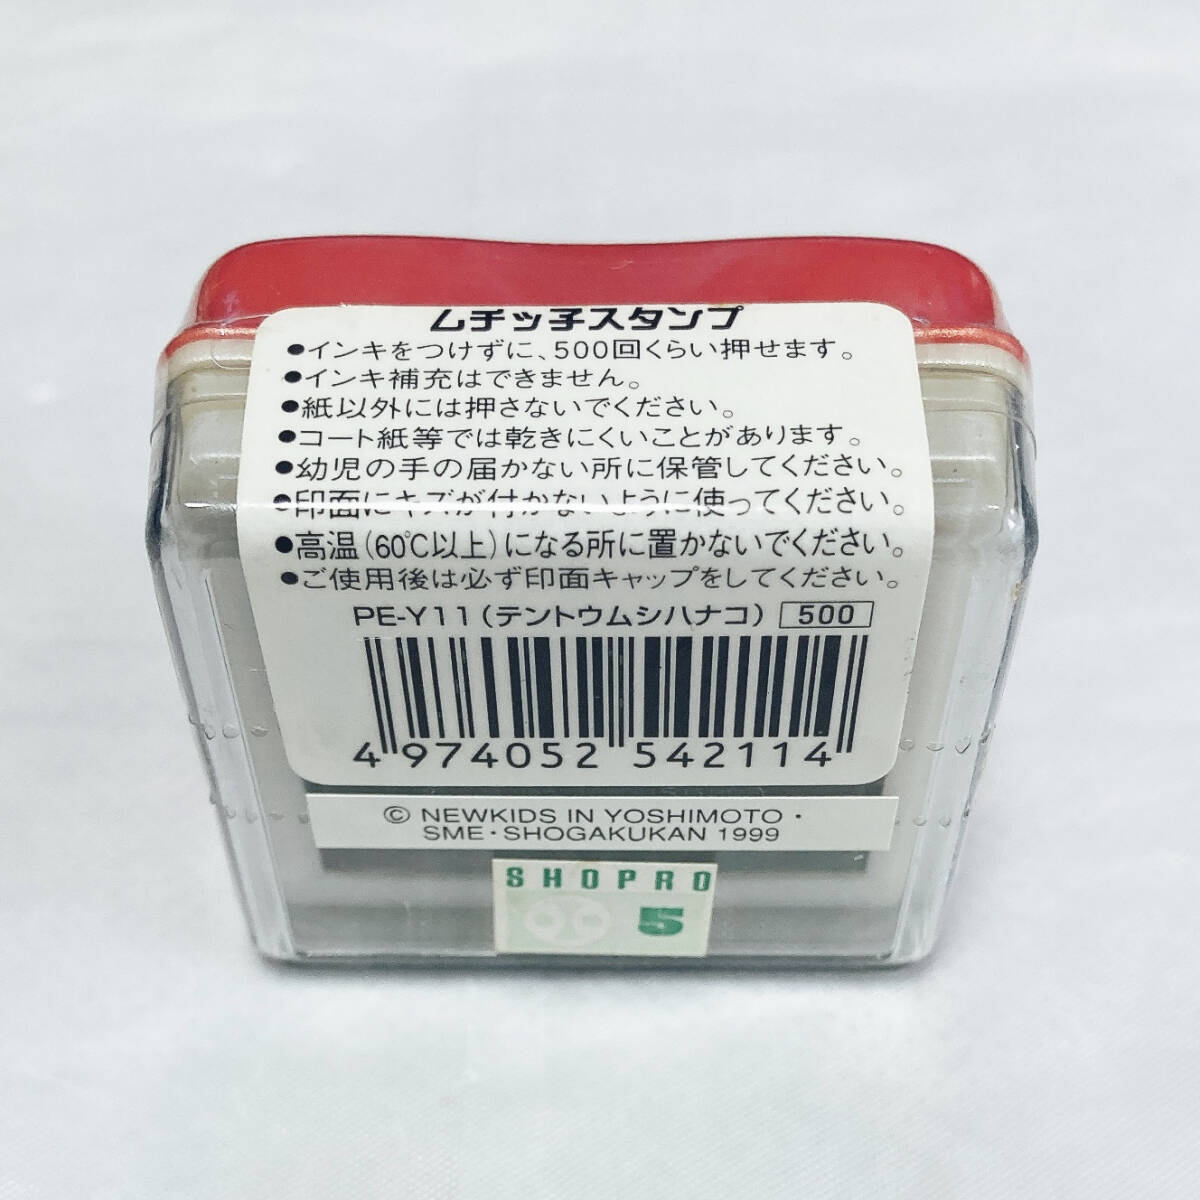 ムチッ子スタンプ
●インキをつけずに、500回くらい押せます。
●インキ補充はできません。
●紙以外には押さないでください。
●コート紙等では乾きにくいことがあります。
●幼児の手の届かない所に保管してください。
●印面にキズが付かないように使ってください。
●高温(60℃以上)になる所に置かないでください。
●ご使用後は必ず印面キャップをしてください。
PE-Y11(テントウムシハナコ) 500
4 974052 542114
© NEWKIDS IN YOSHIMOTO・
SME・SHOGAKUKAN 1999
SHOPRO
5